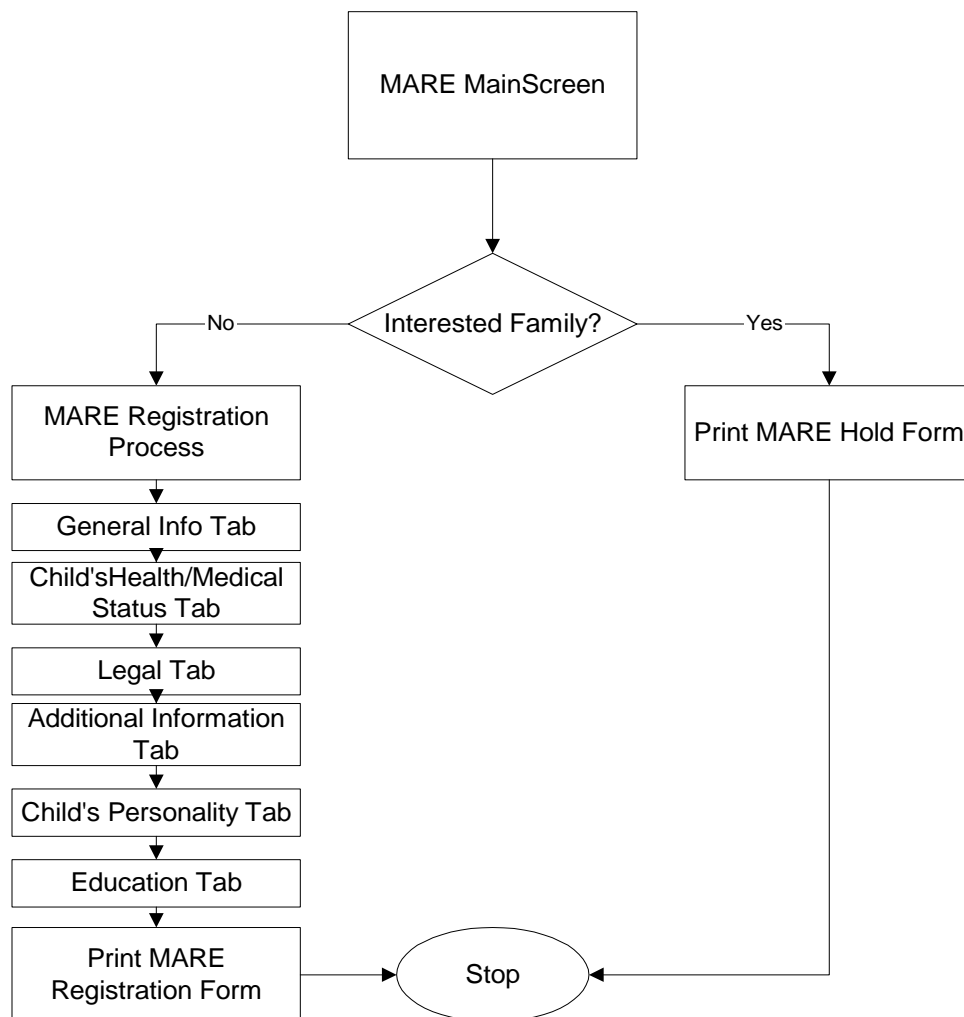 MARE MainScreen
Interested Family?
No
Yes
MARE Registration
Process
Print MARE Hold Form
General Info Tab
Child'sHealth/Medical
Status Tab
Legal Tab
Additional Information
Tab
Child's Personality Tab
Education Tab
Print MARE
Registration Form
Stop